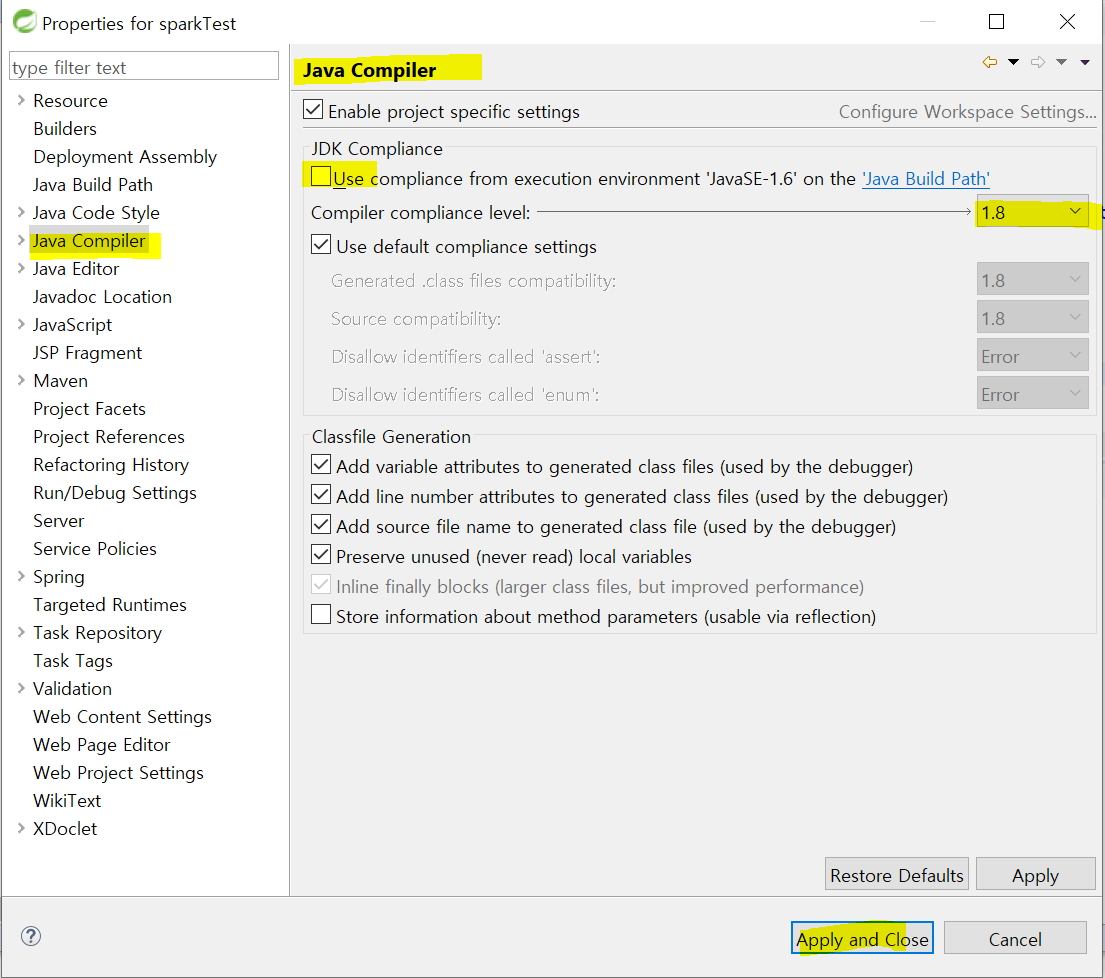 Properties for sparkTest
type filter text
Resource
Builders
Deployment Assembly
Java Build Path
Java Code Style
Java Compiler
Java Editor
Javadoc Location
JavaScript
JSP Fragment
Maven
Project Facets
Project References
Refactoring History
Run/Debug Settings
Server
Service Policies
Spring
Targeted Runtimes
Task Repository
Task Tags
Validation
Web Content Settings
Web Page Editor
Web Project Settings
WikiText
XDoclet
Java Compiler
Enable project specific settings
Configure Workspace Settings...
JDK Compliance
Use compliance from execution environment 'JavaSE-1.6' on the 'Java Build Path'
Compiler compliance level: 1.8
Use default compliance settings
Generated .class files compatibility: 1.8
Source compatibility: 1.8
Disallow identifiers called 'assert': Error
Disallow identifiers called 'enum': Error
Classfile Generation
Add variable attributes to generated class files (used by the debugger)
Add line number attributes to generated class files (used by the debugger)
Add source file name to generated class file (used by the debugger)
Preserve unused (never read) local variables
Inline finally blocks (larger class files, but improved performance)
Store information about method parameters (usable via reflection)
Restore Defaults
Apply
Apply and Close
Cancel